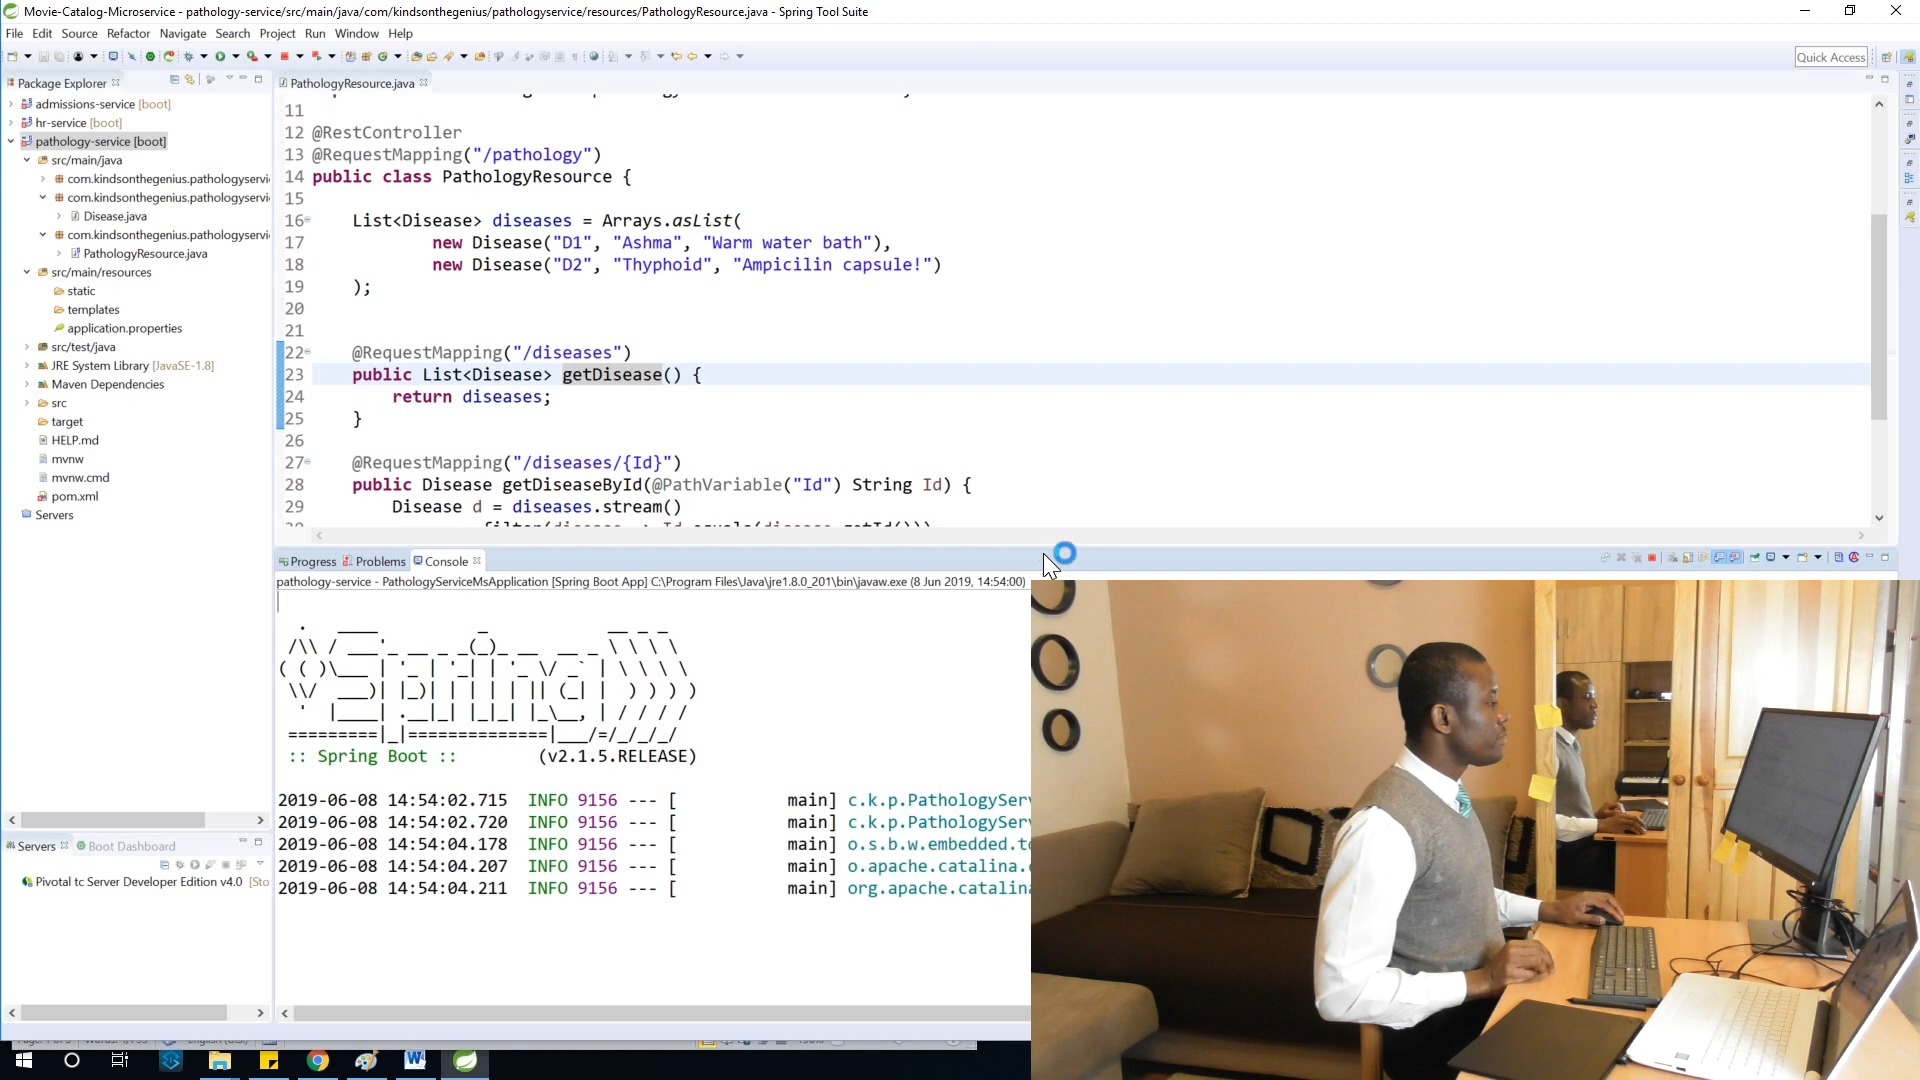 Movie-Catalog-Microservice - pathology-service/src/main/java/com/kindsonthegenius/pathologyservice/resources/PathologyResource.java - Spring Tool Suite
File Edit Source Refactor Navigate Search Project Run Window Help
Quick Access
Package Explorer
admissions-service [boot]
hr-service [boot]
pathology-service [boot]
src/main/java
com.kindsonthegenius.pathologyservi
com.kindsonthegenius.pathologyservi
Disease.java
com.kindsonthegenius.pathologyservi
PathologyResource.java
src/main/resources
static
templates
application.properties
src/test/java
JRE System Library [JavaSE-1.8]
Maven Dependencies
src
target
HELP.md
mvnw
mvnw.cmd
pom.xml
Servers
PathologyResource.java
11
12 @RestController
13 @RequestMapping("/pathology")
14 public class PathologyResource {
15
16 List<Disease> diseases = Arrays.asList(
17 new Disease("D1", "Ashma", "Warm water bath"),
18 new Disease("D2", "Thyphoid", "Ampicilin capsule!")
19 );
20
21
22 @RequestMapping("/diseases")
23 public List<Disease> getDisease() {
24 return diseases;
25 }
26
27 @RequestMapping("/diseases/{Id}")
28 public Disease getDiseaseById(@PathVariable("Id") String Id) {
29 Disease d = diseases.stream()
Progress Problems Console
pathology-service - PathologyServiceMsApplication [Spring Boot App] C:\Program Files\Java\jre1.8.0_201\bin\javaw.exe (8 Jun 2019, 14:54:00)
Spring
:: Spring Boot :: (v2.1.5.RELEASE)
2019-06-08 14:54:02.715 INFO 9156 --- [ main] c.k.p.PathologySer
2019-06-08 14:54:02.720 INFO 9156 --- [ main] c.k.p.PathologySer
2019-06-08 14:54:04.178 INFO 9156 --- [ main] o.s.b.w.embedded.to
2019-06-08 14:54:04.207 INFO 9156 --- [ main] o.apache.catalina.
2019-06-08 14:54:04.211 INFO 9156 --- [ main] org.apache.catalina
Servers Boot Dashboard
Pivotal tc Server Developer Edition v4.0 [Sto